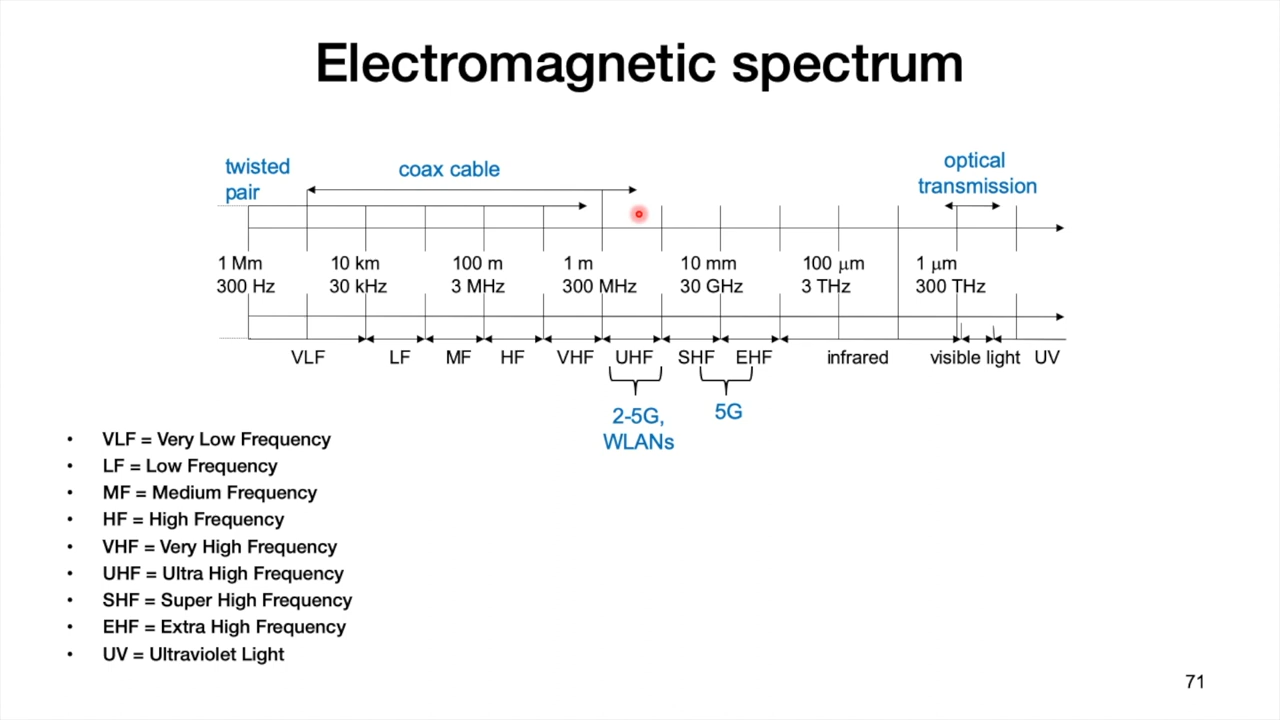 Electromagnetic spectrum
twisted
pair
coax cable
optical
transmission
1 Mm
300 Hz
10 km
30 kHz
100 m
3 MHz
1 m
300 MHz
10 mm
30 GHz
100 μm
3 THz
1 μm
300 THz
VLF
LF
MF
HF
VHF
UHF
SHF
EHF
infrared
visible light
UV
2-5G,
WLANs
5G
• VLF = Very Low Frequency
• LF = Low Frequency
• MF = Medium Frequency
• HF = High Frequency
• VHF = Very High Frequency
• UHF = Ultra High Frequency
• SHF = Super High Frequency
• EHF = Extra High Frequency
• UV = Ultraviolet Light
71